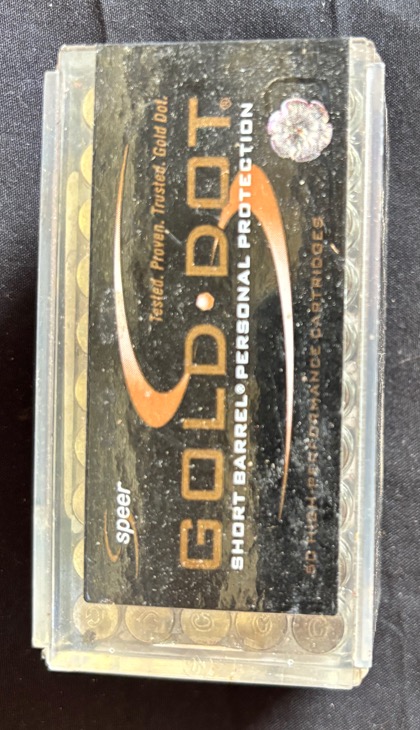 speer
Tested. Proven. Trusted. Gold Dot.
GOLD DOT®
SHORT BARREL® PERSONAL PROTECTION
50 HIGH-PERFORMANCE CARTRIDGES